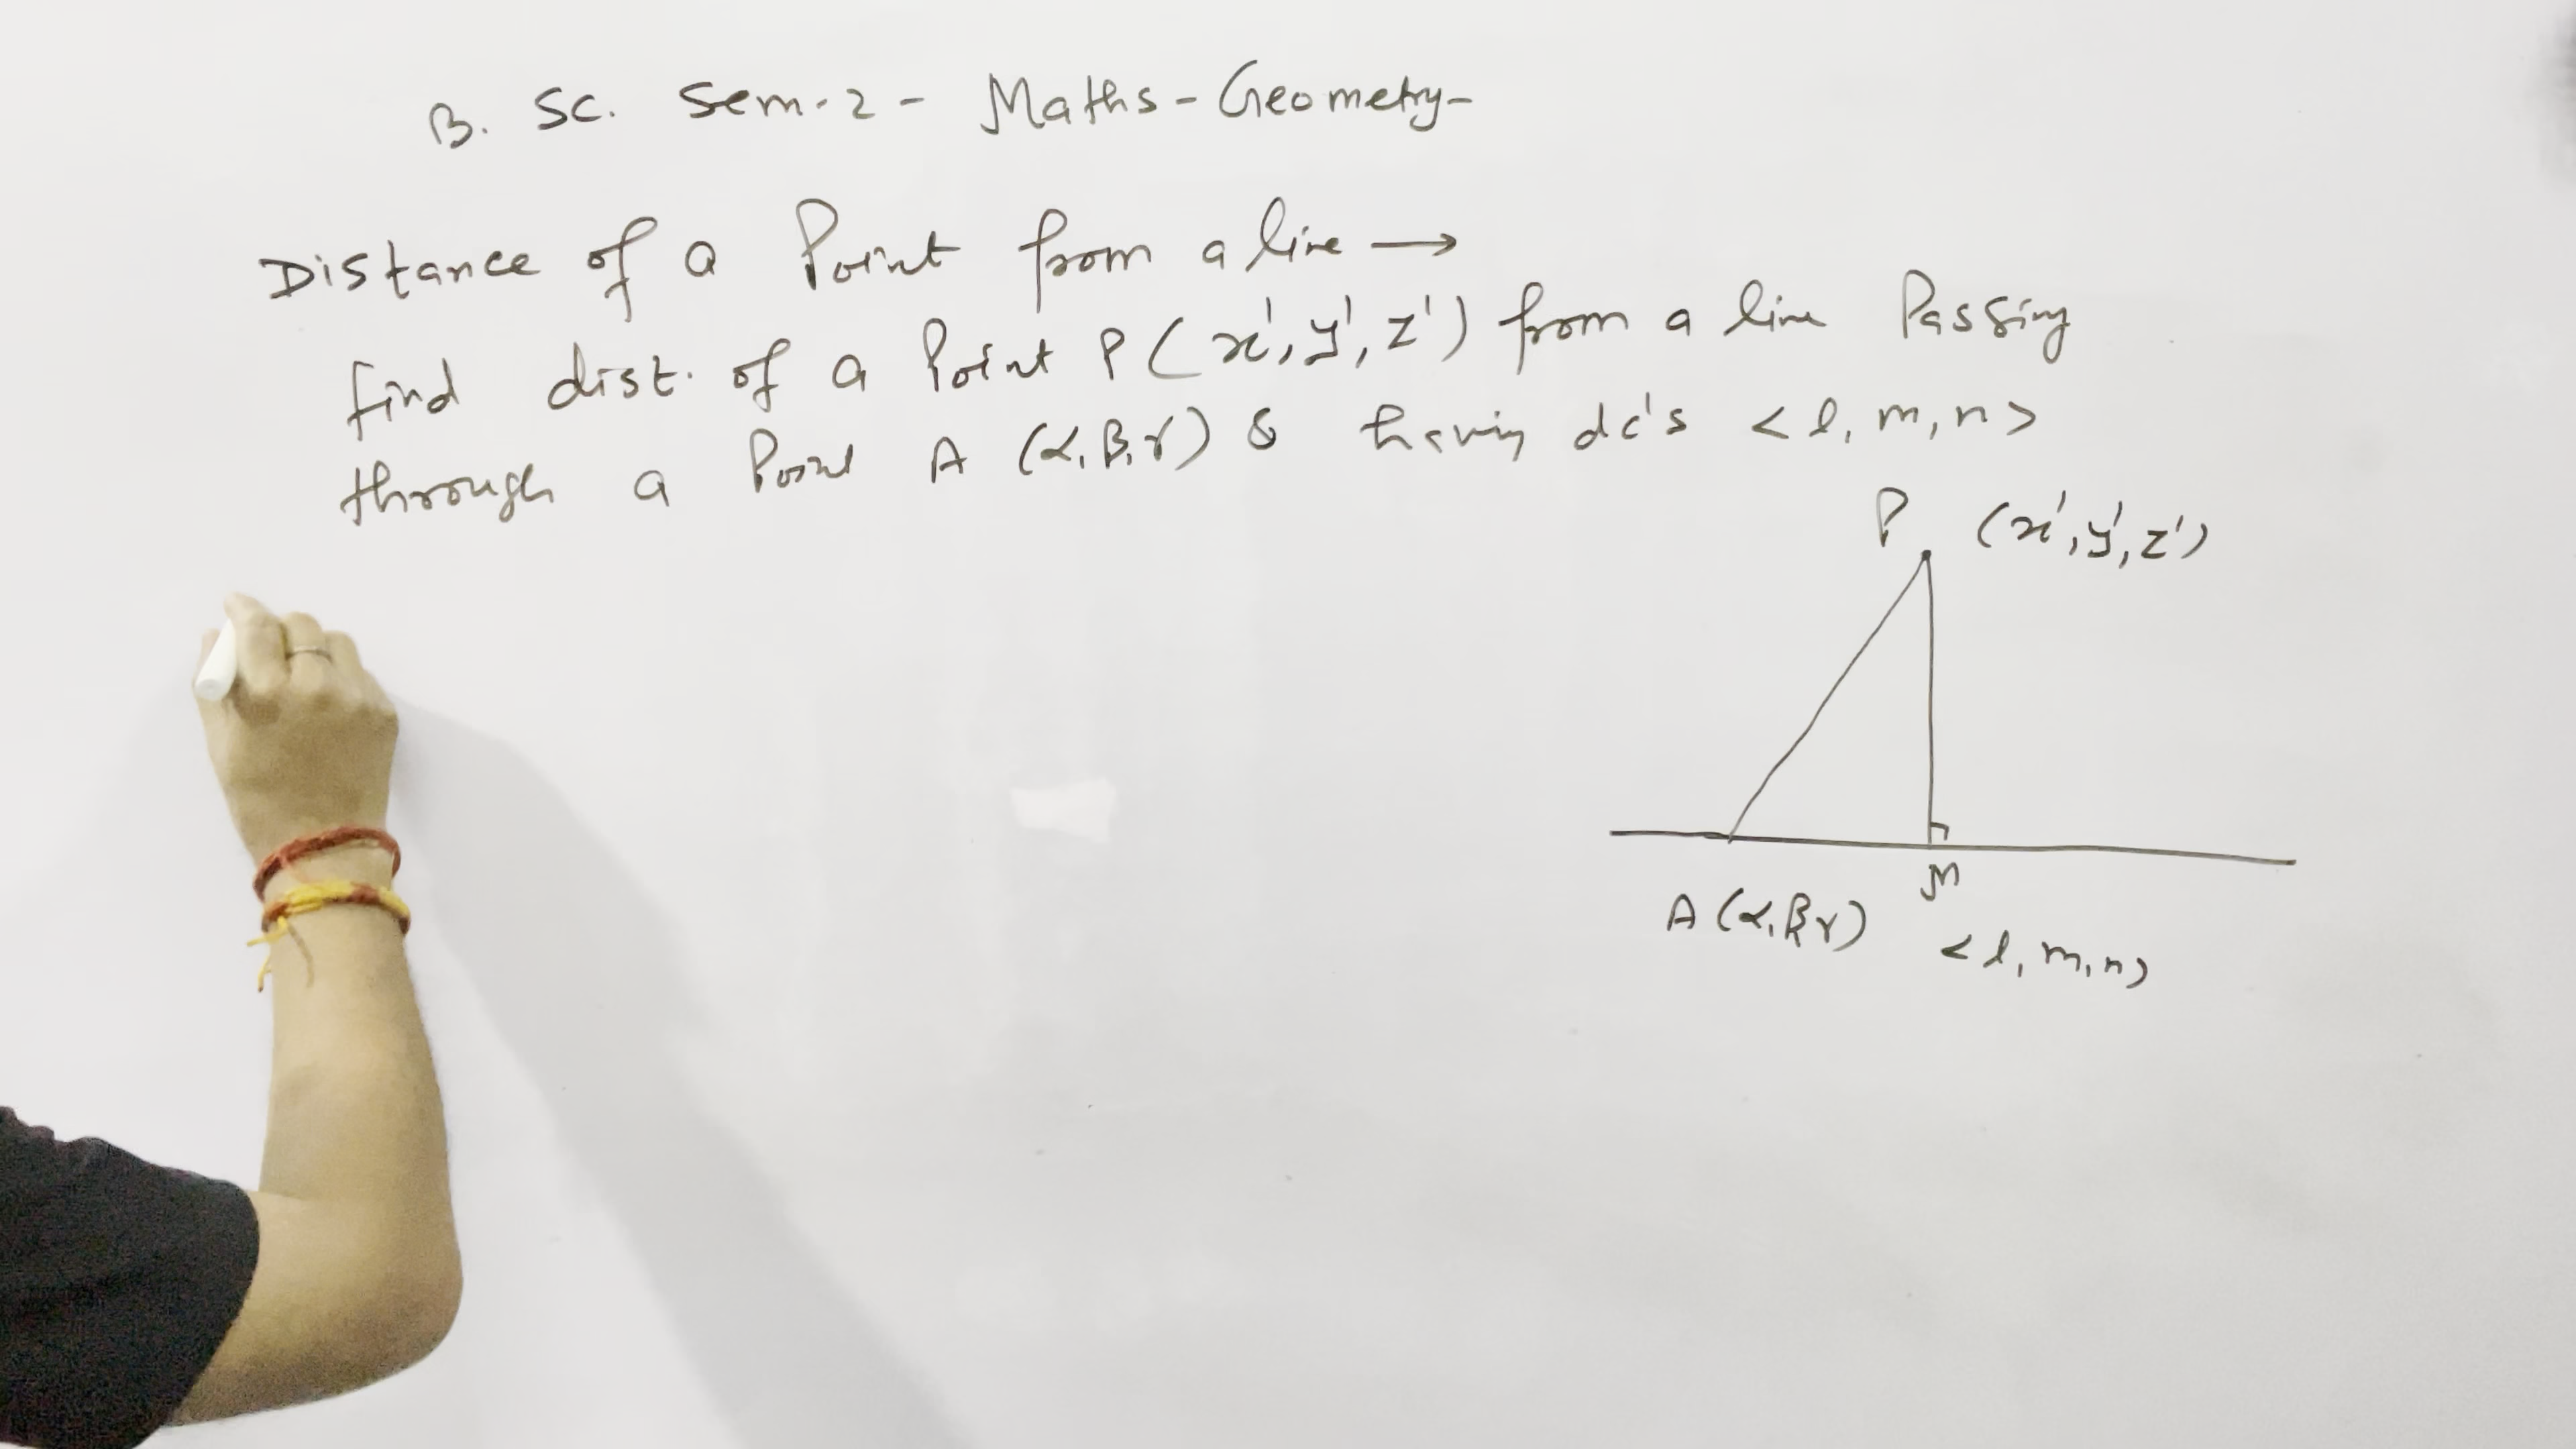 B. Sc. Sem-2 - Maths - Geometry-
Distance of a Point from a line →
find dist. of a Point P ( x', y', z' ) from a line Passing
through a Point A (α, β, γ) & having dc's < l, m, n >
P (x', y', z')
M
A (α, β, γ)
< l, m, n >